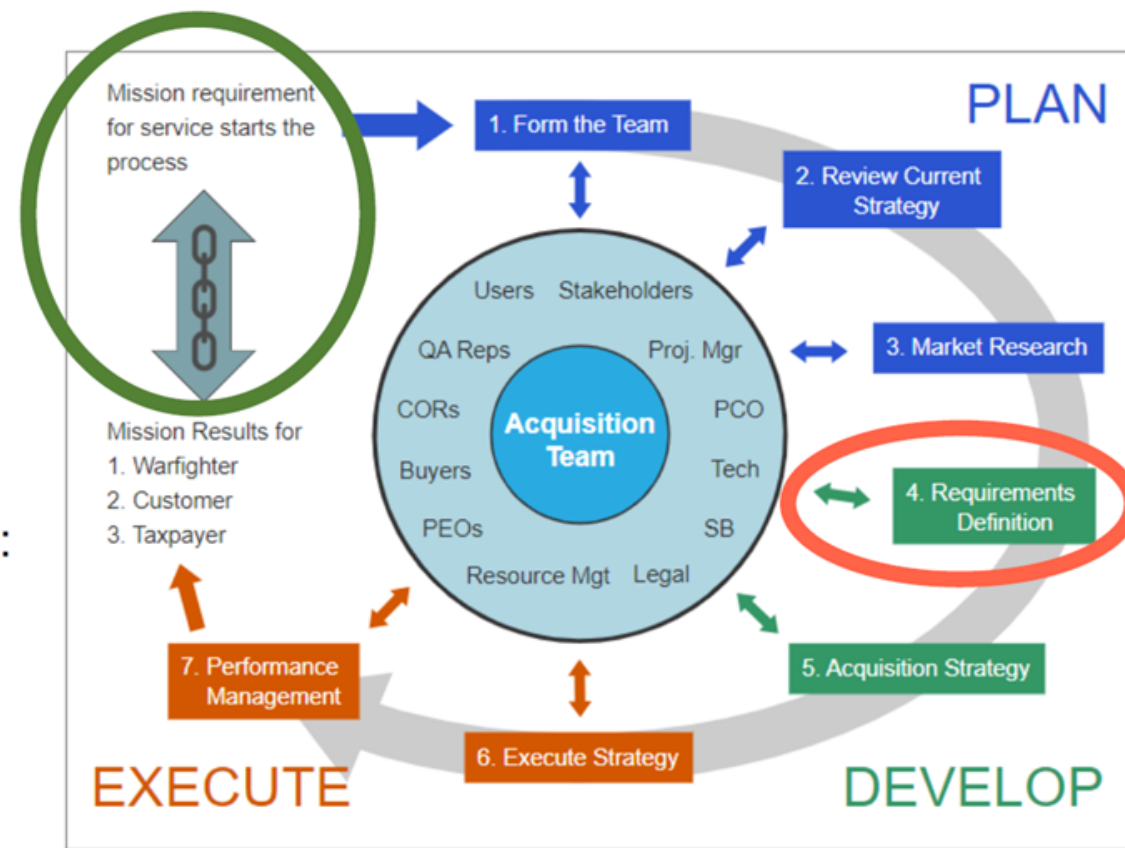 Mission requirement
for service starts the
process
1. Form the Team
PLAN
2. Review Current
Strategy
3. Market Research
4. Requirements
Definition
5. Acquisition Strategy
DEVELOP
6. Execute Strategy
7. Performance
Management
EXECUTE
Mission Results for
1. Warfighter
2. Customer
3. Taxpayer
:
Users Stakeholders
QA Reps Proj. Mgr
CORs PCO
Acquisition
Team
Buyers Tech
PEOs SB
Resource Mgt Legal